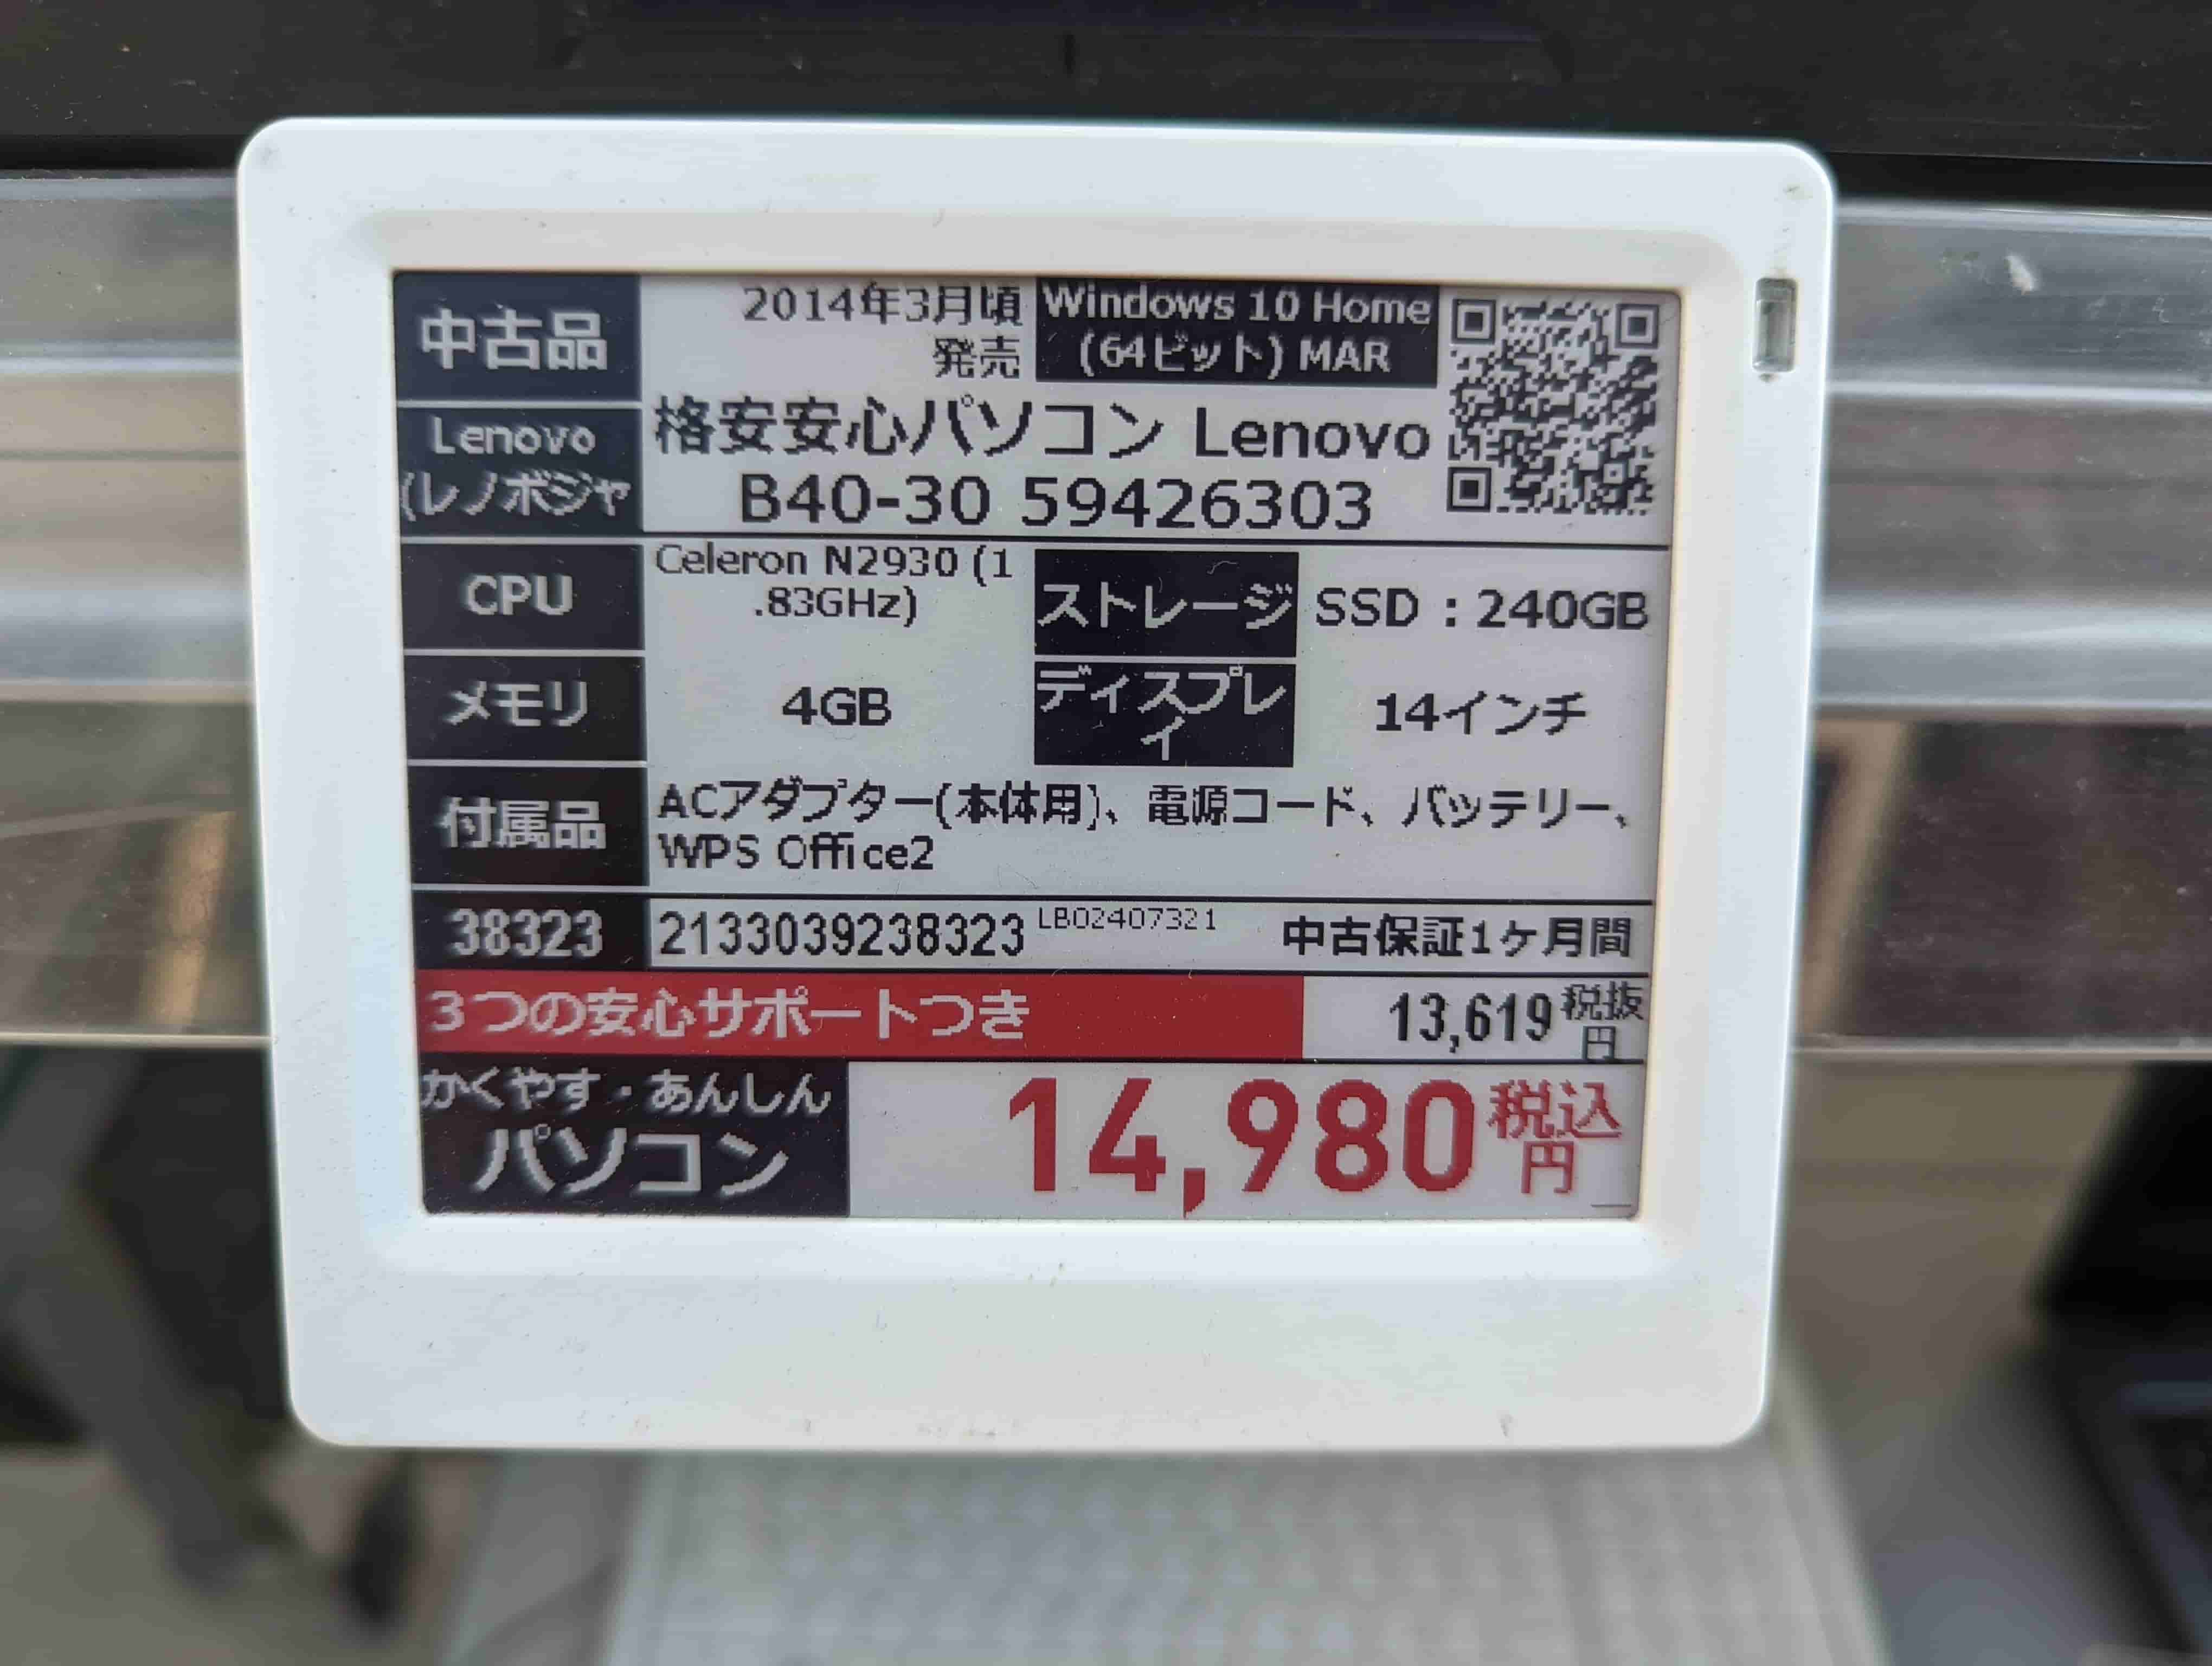 中古品
2014年3月頃
発売
Windows 10 Home
(64ビット) MAR
Lenovo
(レノボジャ
格安安心パソコン Lenovo
B40-30 59426303
CPU
Celeron N2930 (1
.83GHz)
ストレージ
SSD：240GB
メモリ
4GB
ディスプレ
イ
14インチ
付属品
ACアダプター(本体用)、電源コード、バッテリー、
WPS Office2
38323
2133039238323 LB02407321 中古保証1ケ月間
３つの安心サポートつき
13,619 税抜
円
かくやす・あんしん
パソコン
14,980 税込
円